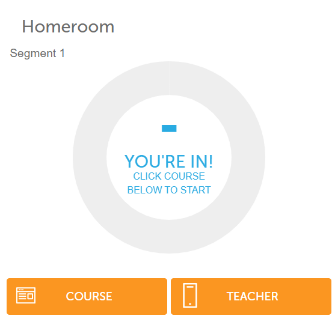 Homeroom
Segment 1
-
YOU'RE IN!
CLICK COURSE
BELOW TO START
COURSE
TEACHER